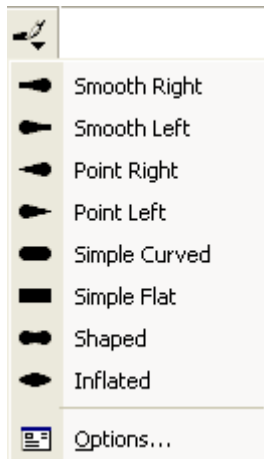 Smooth Right
Smooth Left
Point Right
Point Left
Simple Curved
Simple Flat
Shaped
Inflated
Options...